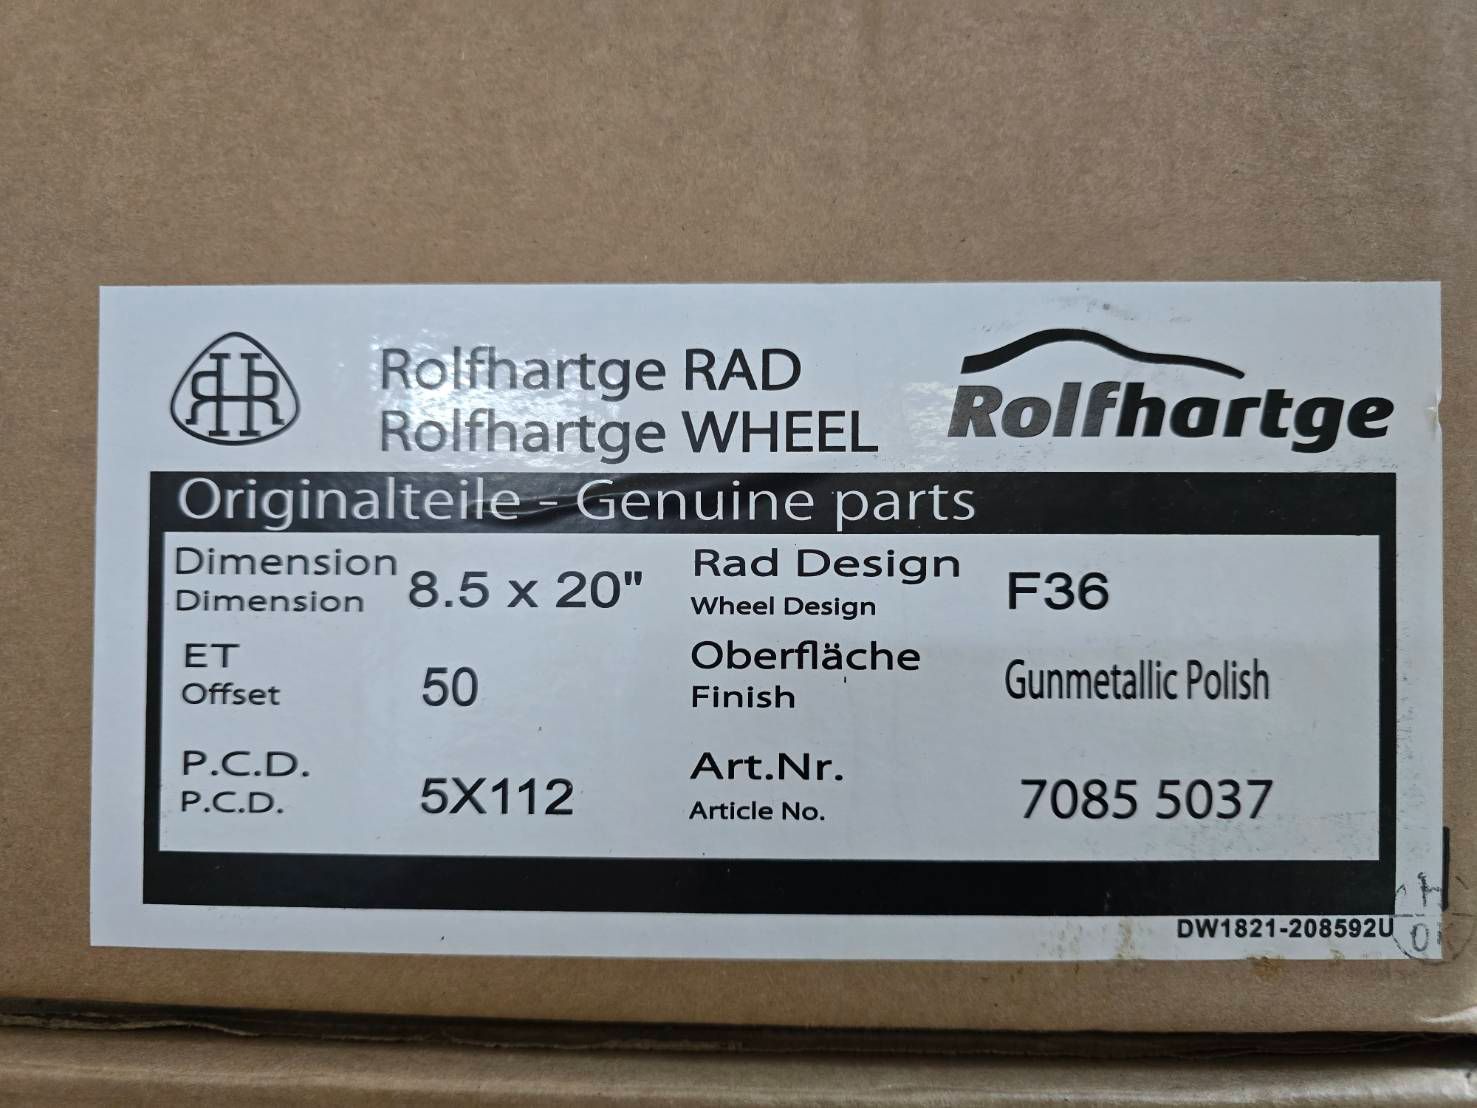 RHR
Rolfhartge RAD
Rolfhartge WHEEL
Rolfhartge
Originalteile - Genuine parts
Dimension
Dimension
8.5 x 20"
Rad Design
Wheel Design
F36
ET
Offset
50
Oberfläche
Finish
Gunmetallic Polish
P.C.D.
P.C.D.
5X112
Art.Nr.
Article No.
7085 5037
DW1821-208592U